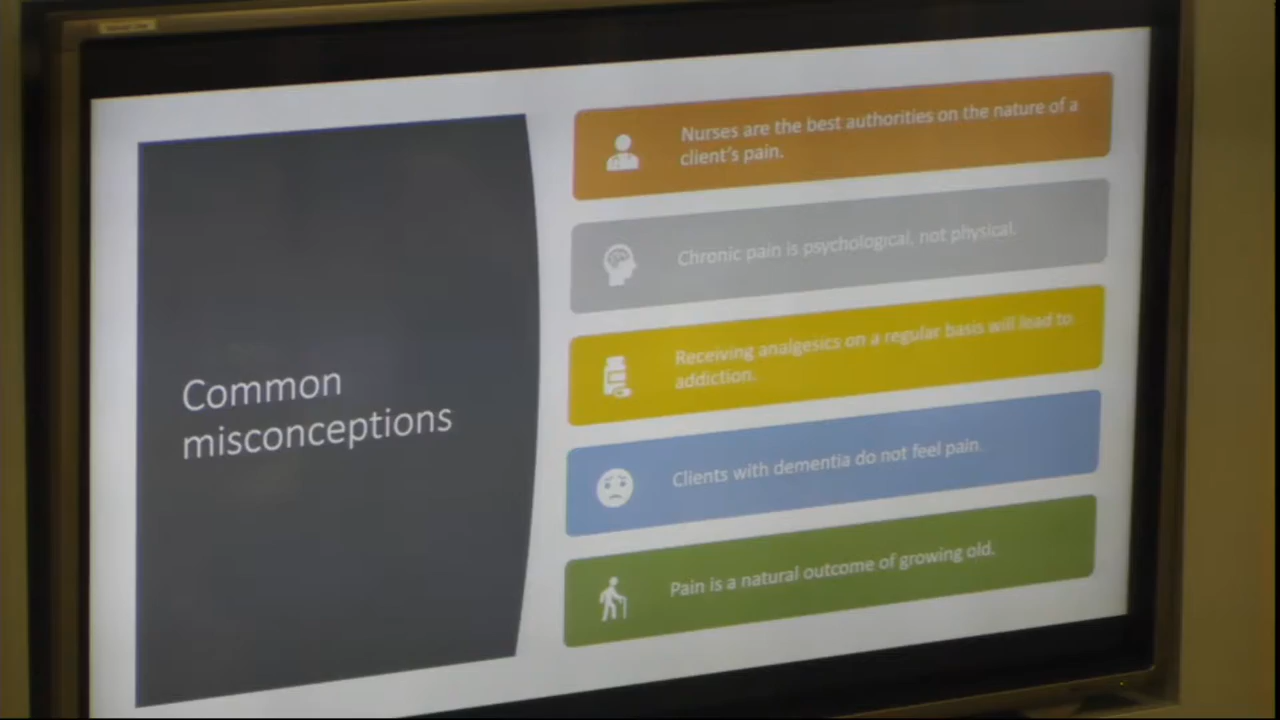 Common
misconceptions
Nurses are the best authorities on the nature of a
client's pain.
Chronic pain is psychological, not physical.
Receiving analgesics on a regular basis will lead to
addiction.
Clients with dementia do not feel pain.
Pain is a natural outcome of growing old.